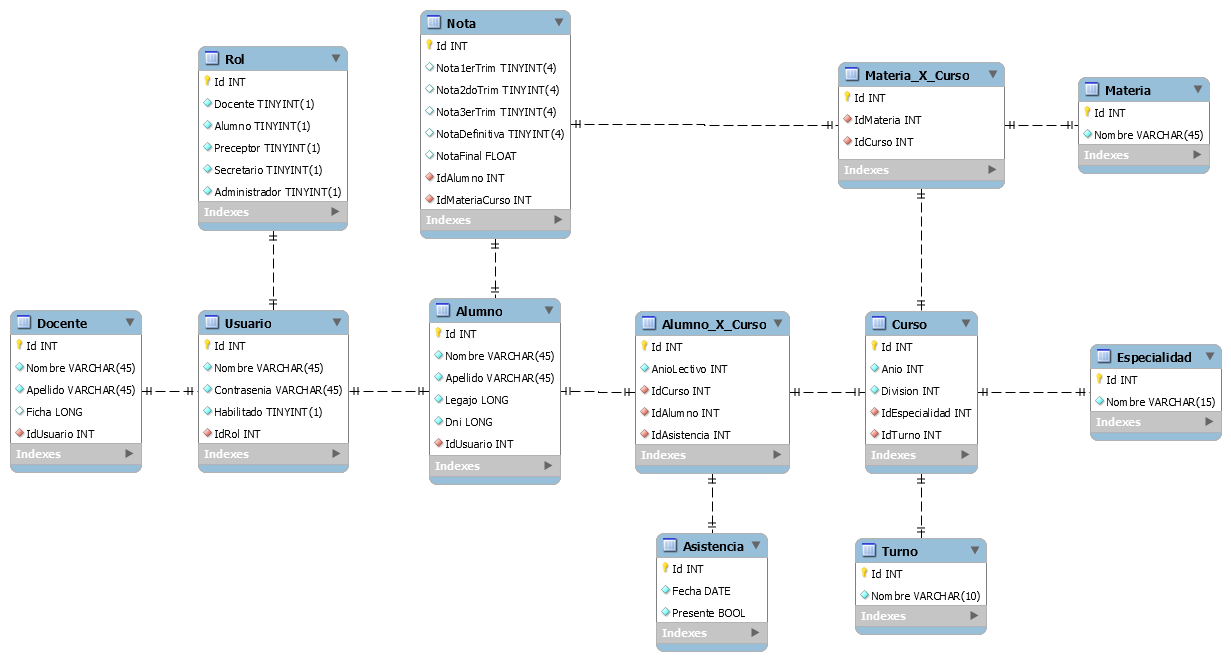 Nota
Id INT
Nota1erTrim TINYINT(4)
Nota2doTrim TINYINT(4)
Nota3erTrim TINYINT(4)
NotaDefinitiva TINYINT(4)
NotaFinal FLOAT
IdAlumno INT
IdMateriaCurso INT
Indexes
Rol
Id INT
Docente TINYINT(1)
Alumno TINYINT(1)
Preceptor TINYINT(1)
Secretario TINYINT(1)
Administrador TINYINT(1)
Indexes
Materia_X_Curso
Id INT
IdMateria INT
IdCurso INT
Indexes
Materia
Id INT
Nombre VARCHAR(45)
Indexes
Docente
Id INT
Nombre VARCHAR(45)
Apellido VARCHAR(45)
Ficha LONG
IdUsuario INT
Indexes
Usuario
Id INT
Nombre VARCHAR(45)
Contrasenia VARCHAR(45)
Habilitado TINYINT(1)
IdRol INT
Indexes
Alumno
Id INT
Nombre VARCHAR(45)
Apellido VARCHAR(45)
Legajo LONG
Dni LONG
IdUsuario INT
Indexes
Alumno_X_Curso
Id INT
AnioLectivo INT
IdCurso INT
IdAlumno INT
IdAsistencia INT
Indexes
Curso
Id INT
Anio INT
Division INT
IdEspecialidad INT
IdTurno INT
Indexes
Especialidad
Id INT
Nombre VARCHAR(15)
Indexes
Asistencia
Id INT
Fecha DATE
Presente BOOL
Indexes
Turno
Id INT
Nombre VARCHAR(10)
Indexes